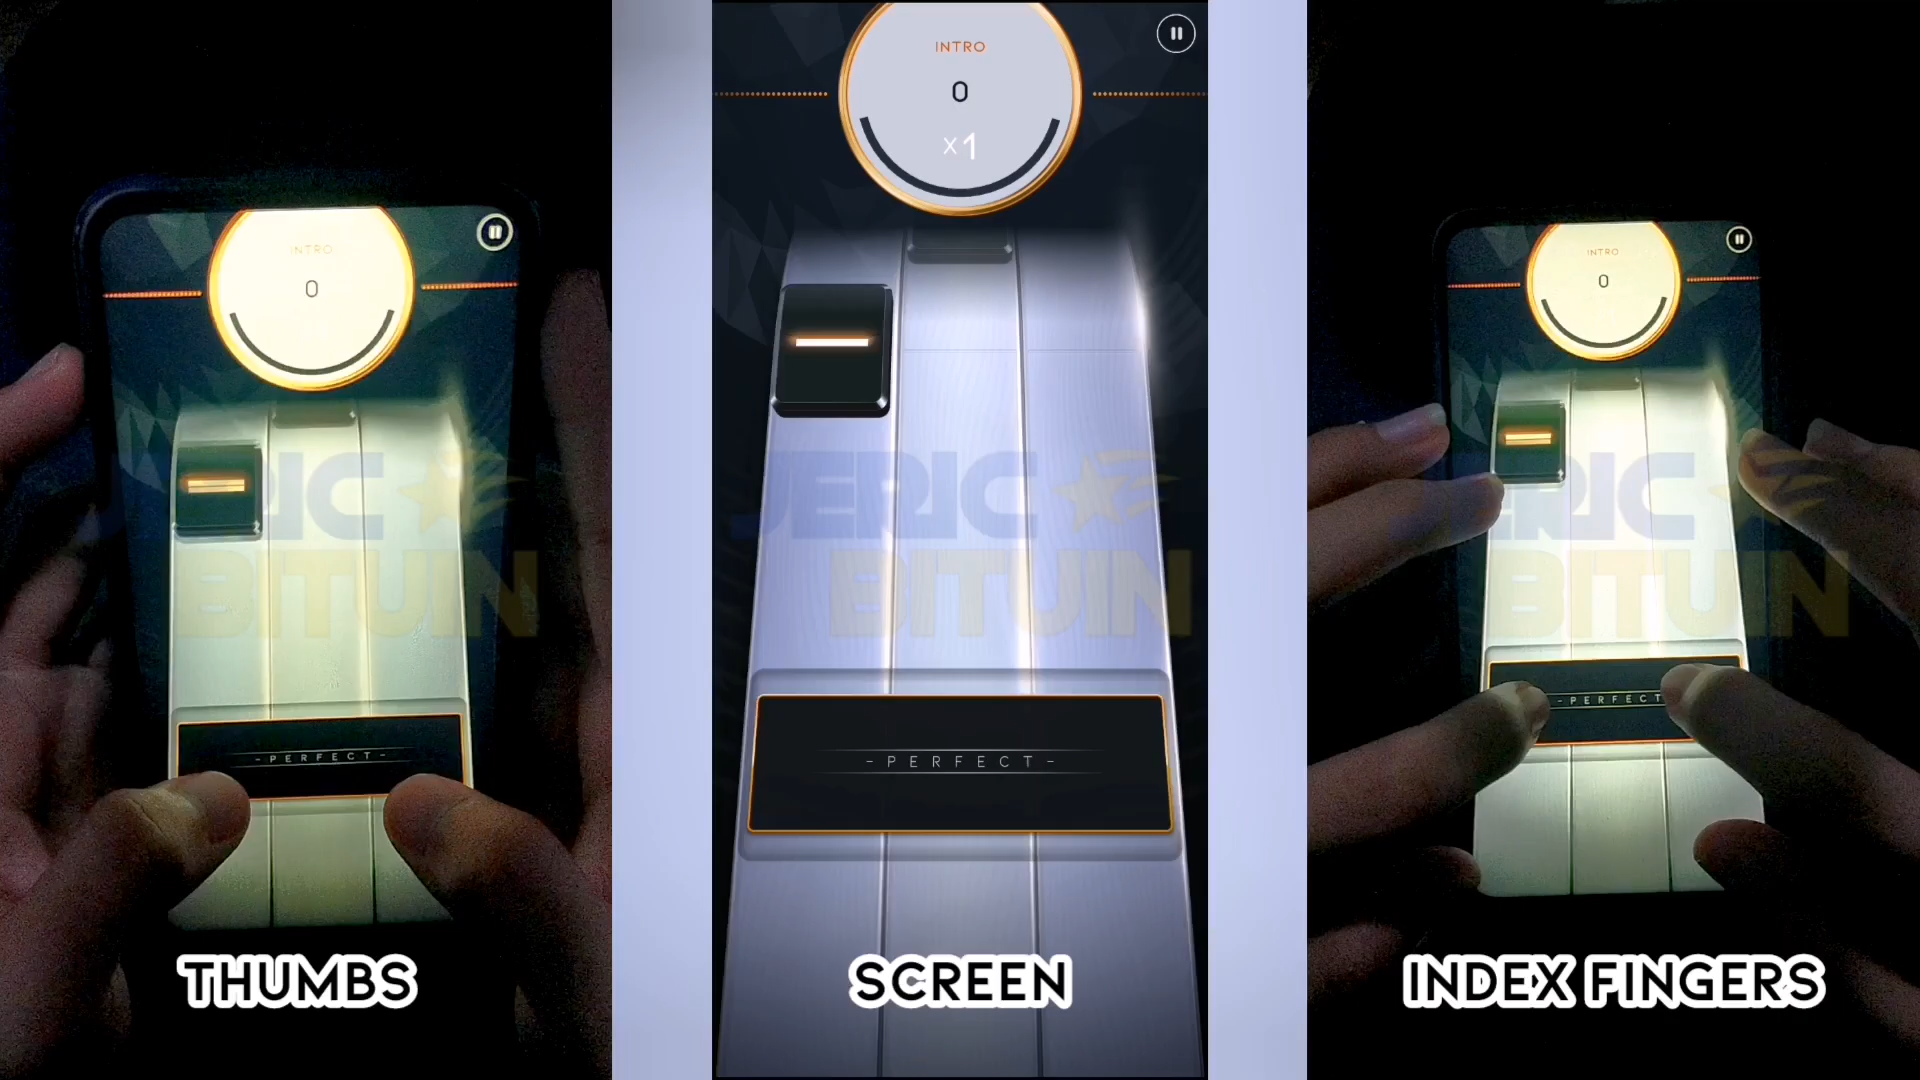 INTRO
0
- PERFECT -
JERIC
BITUIN
THUMBS
INTRO
0
x1
- PERFECT -
JERIC
BITUIN
SCREEN
INTRO
0
- PERFECT -
JERIC
BITUIN
INDEX FINGERS